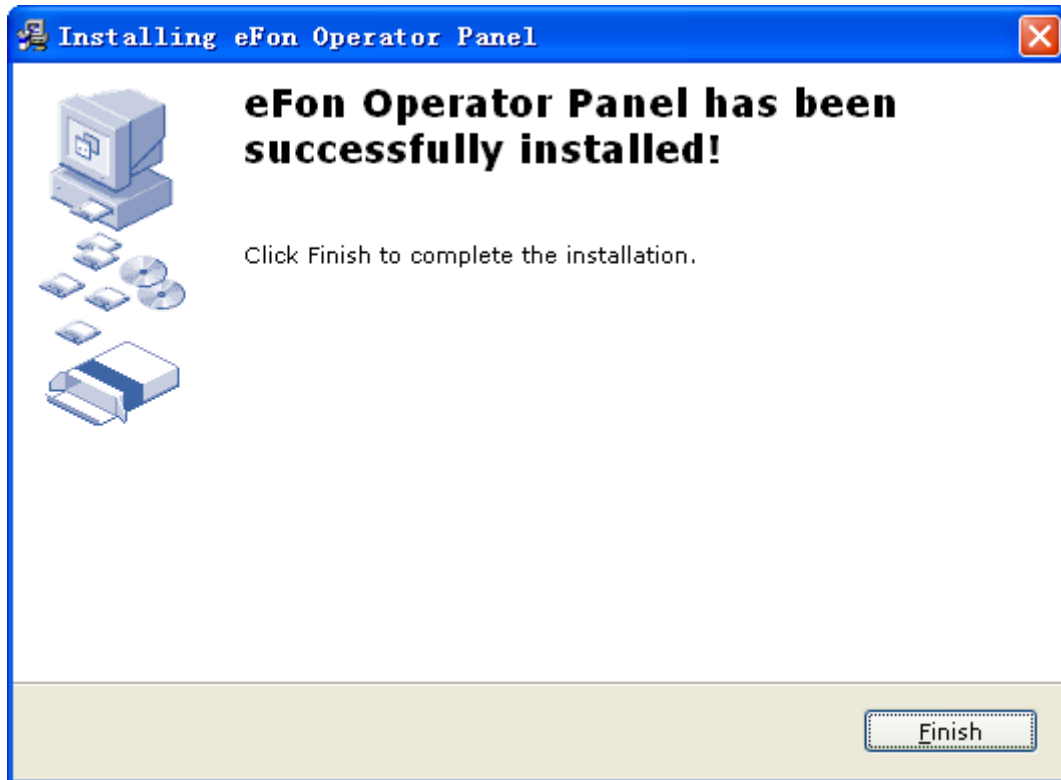 Installing eFon Operator Panel
eFon Operator Panel has been
successfully installed!
Click Finish to complete the installation.
Finish